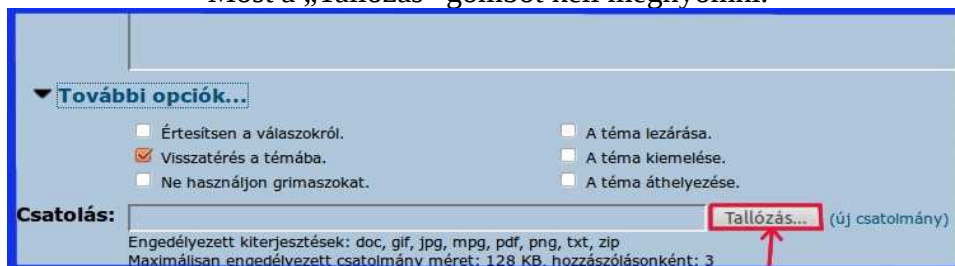 Most a „Tallózás” gombot kell megnyomni.
További opciók...
Értesítsen a válaszokról.
A téma lezárása.
Visszatérés a témába.
A téma kiemelése.
Ne használjon grimaszokat.
A téma áthelyezése.
Csatolás:
Tallózás...
(új csatolmány)
Engedélyezett kiterjesztések: doc, gif, jpg, mpg, pdf, png, txt, zip
Maximálisan engedélyezett csatolmány méret: 128 KB, hozzászólásonként: 3